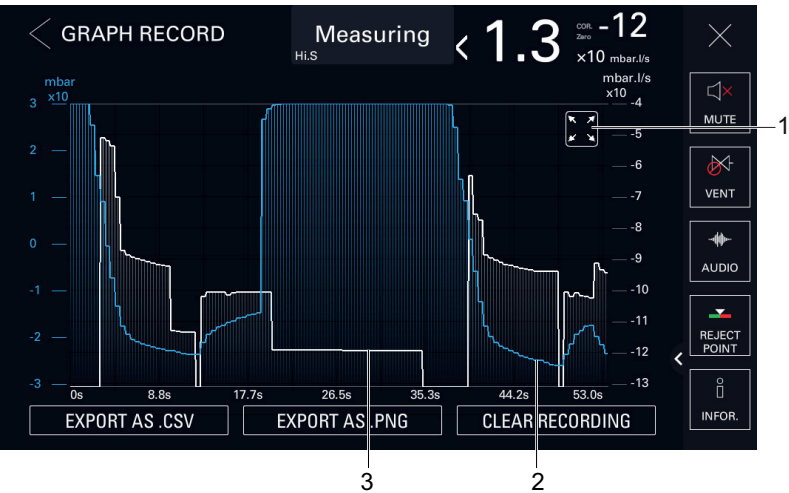 GRAPH RECORD
Measuring
Hi.S
< 1.3
COR.
Zero
-12
x10 mbar.l/s
mbar
x10
mbar.l/s
x10
3
2
1
0
-1
-2
-3
-4
-5
-6
-7
-8
-9
-10
-11
-12
-13
0s 8.8s 17.7s 26.5s 35.3s 44.2s 53.0s
EXPORT AS .CSV
EXPORT AS .PNG
CLEAR RECORDING
MUTE
VENT
AUDIO
REJECT
POINT
INFOR.
1
3
2